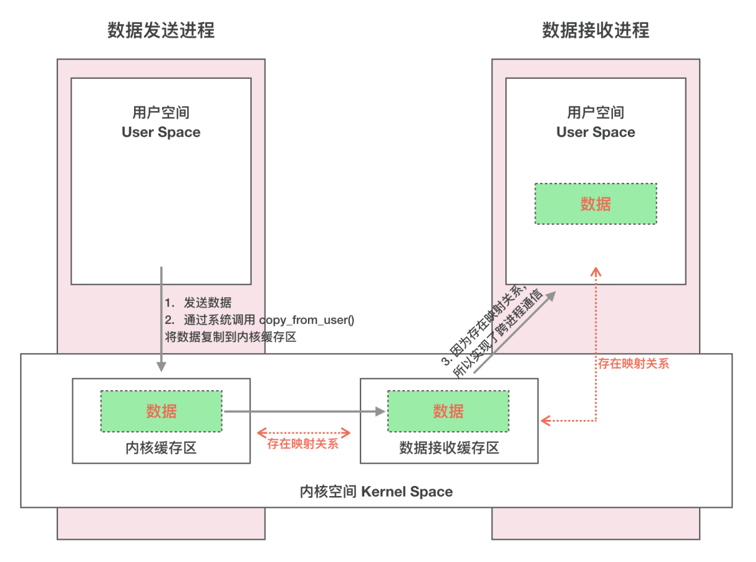 数据发送进程
数据接收进程
用户空间
User Space
用户空间
User Space
数据
1. 发送数据
2. 通过系统调用 copy_from_user()
将数据复制到内核缓存区
3. 因为存在映射关系，
所以实现了跨进程通信
存在映射关系
数据
内核缓存区
存在映射关系
数据
数据接收缓存区
内核空间 Kernel Space